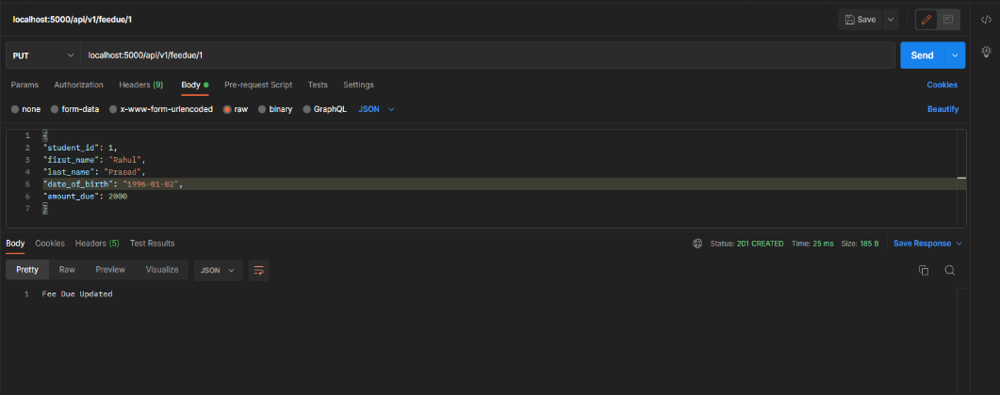 localhost:5000/api/v1/feedue/1
Save
PUT
localhost:5000/api/v1/feedue/1
Send
Params Authorization Headers (9) Body Pre-request Script Tests Settings
Cookies
none form-data x-www-form-urlencoded raw binary GraphQL JSON
Beautify
1 {
2 "student_id": 1,
3 "first_name": "Rahul",
4 "last_name": "Prasad",
5 "date_of_birth": "1996-01-02",
6 "amount_due": 2000
7 }
Body Cookies Headers (5) Test Results
Status: 201 CREATED Time: 25 ms Size: 185 B Save Response
Pretty Raw Preview Visualize JSON
1 Fee Due Updated